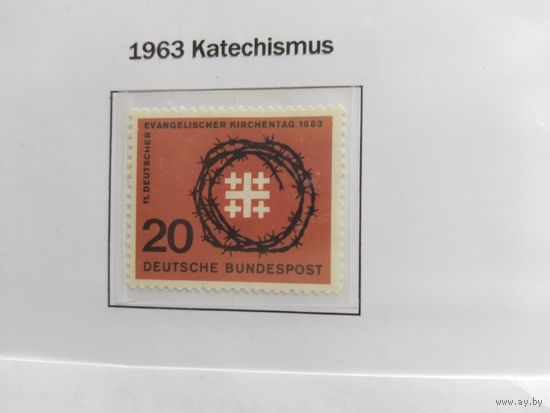 1963 Katechismus
11. DEUTSCHER
EVANGELISCHER KIRCHENTAG 1963
20
DEUTSCHE BUNDESPOST
© www.ay.by